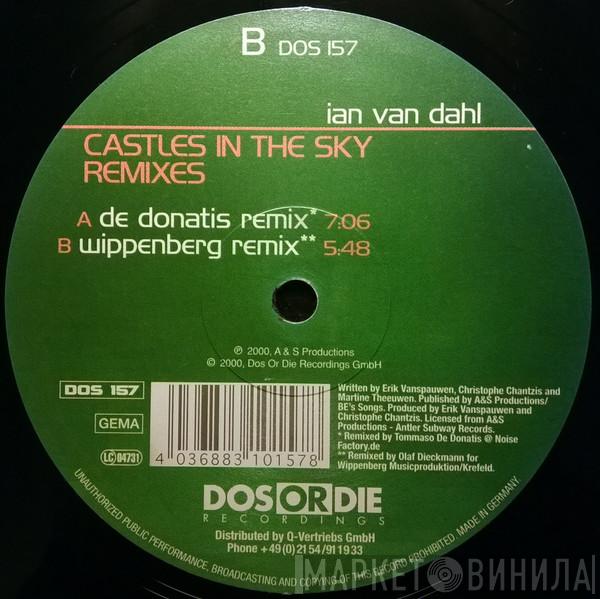 B DOS 157
ian van dahl
CASTLES IN THE SKY
REMIXES
A de donatis remix* 7:06
B wippenberg remix** 5:48
℗ 2000, A & S Productions
© 2000, Dos Or Die Recordings GmbH
DOS 157
GEMA
LC 04731
4 036883 101578
Written by Erik Vanspauwen, Christophe Chantzis and
Martine Theeuwen. Published by A&S Productions/
BE's Songs. Produced by Erik Vanspauwen and
Christophe Chantzis. Licensed from A&S
Productions - Antler Subway Records.
* Remixed by Tommaso De Donatis @ Noise
Factory.de
** Remixed by Olaf Dieckmann for
Wippenberg Musicproduktion/Krefeld.
DOS OR DIE
RECORDINGS
Distributed by Q-Vertriebs GmbH
Phone +49(0)2154/911933
UNAUTHORIZED PUBLIC PERFORMANCE, BROADCASTING AND COPYING OF THIS RECORD PROHIBITED. MADE IN GERMANY.
МАРКЕТ ВИНИЛА